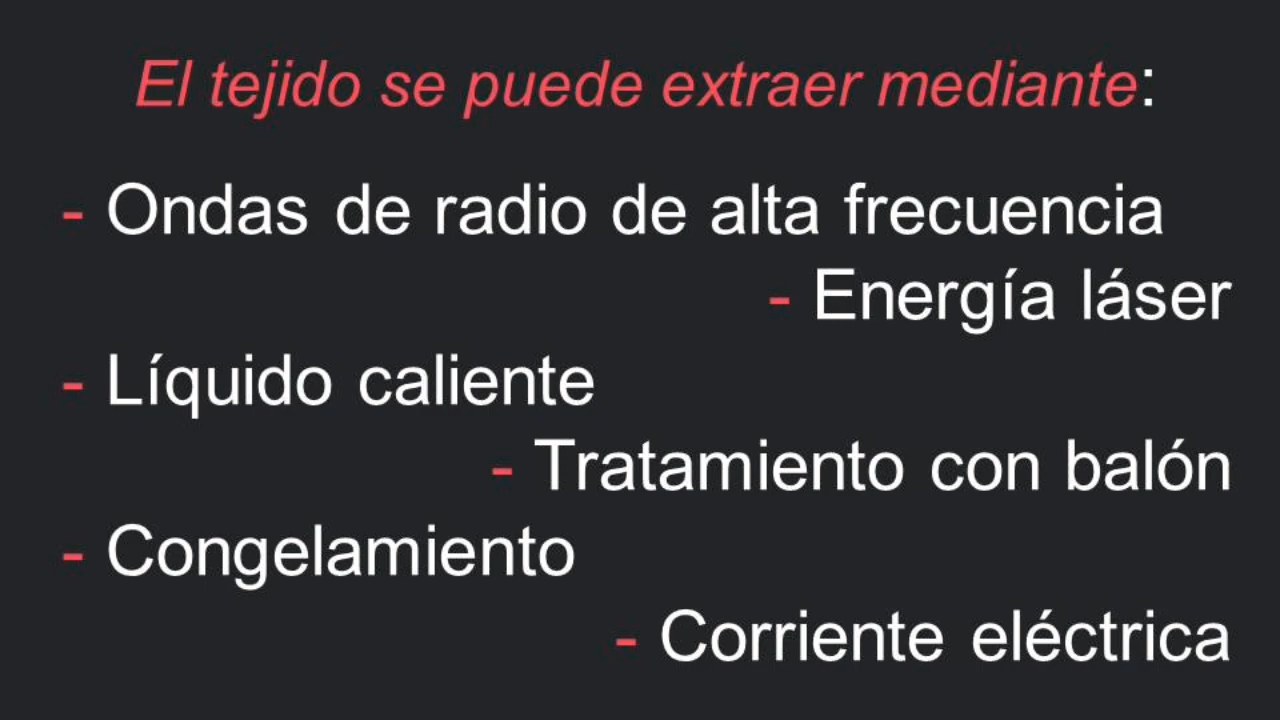 El tejido se puede extraer mediante:
- Ondas de radio de alta frecuencia
- Energía láser
- Líquido caliente
- Tratamiento con balón
- Congelamiento
- Corriente eléctrica